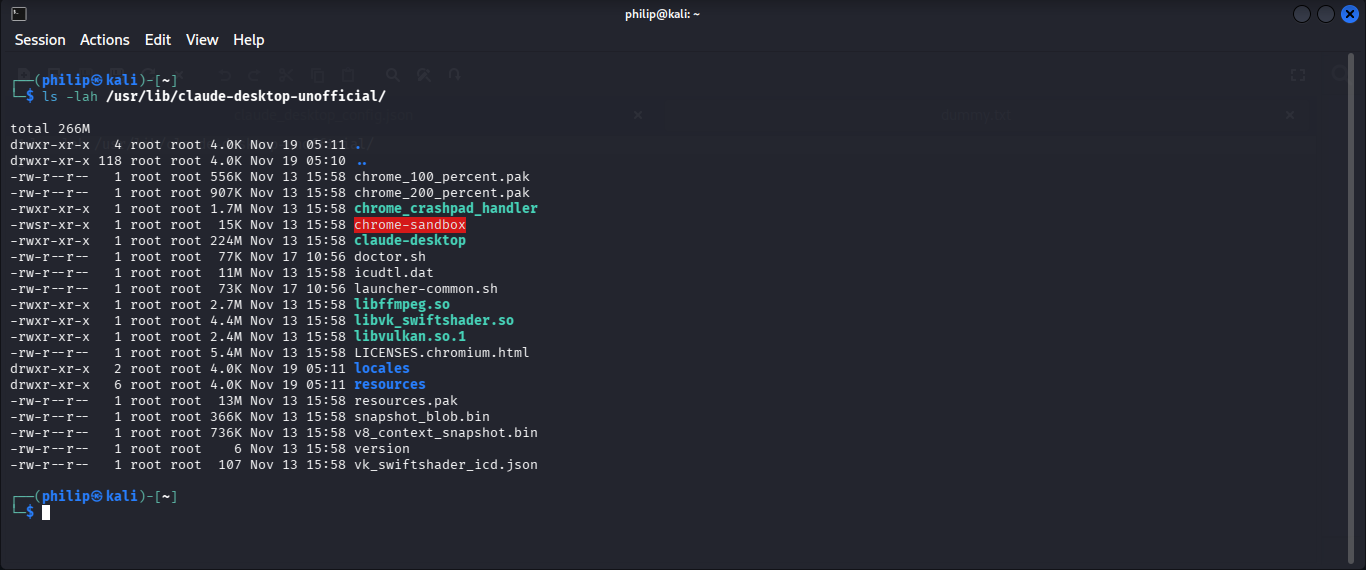 philip@kali: ~
Session Actions Edit View Help
┌──(philip㉿kali)-[~]
└─$ ls -lah /usr/lib/claude-desktop-unofficial/
total 266M
drwxr-xr-x 4 root root 4.0K Nov 19 05:11 .
drwxr-xr-x 118 root root 4.0K Nov 19 05:10 ..
-rw-r--r-- 1 root root 556K Nov 13 15:58 chrome_100_percent.pak
-rw-r--r-- 1 root root 907K Nov 13 15:58 chrome_200_percent.pak
-rwxr-xr-x 1 root root 1.7M Nov 13 15:58 chrome_crashpad_handler
-rwsr-xr-x 1 root root 15K Nov 13 15:58 chrome-sandbox
-rwxr-xr-x 1 root root 224M Nov 13 15:58 claude-desktop
-rw-r--r-- 1 root root 77K Nov 17 10:56 doctor.sh
-rw-r--r-- 1 root root 11M Nov 13 15:58 icudtl.dat
-rw-r--r-- 1 root root 73K Nov 17 10:56 launcher-common.sh
-rwxr-xr-x 1 root root 2.7M Nov 13 15:58 libffmpeg.so
-rwxr-xr-x 1 root root 4.4M Nov 13 15:58 libvk_swiftshader.so
-rwxr-xr-x 1 root root 2.4M Nov 13 15:58 libvulkan.so.1
-rw-r--r-- 1 root root 5.4M Nov 13 15:58 LICENSES.chromium.html
drwxr-xr-x 2 root root 4.0K Nov 19 05:11 locales
drwxr-xr-x 6 root root 4.0K Nov 19 05:11 resources
-rw-r--r-- 1 root root 13M Nov 13 15:58 resources.pak
-rw-r--r-- 1 root root 366K Nov 13 15:58 snapshot_blob.bin
-rw-r--r-- 1 root root 736K Nov 13 15:58 v8_context_snapshot.bin
-rw-r--r-- 1 root root 6 Nov 13 15:58 version
-rw-r--r-- 1 root root 107 Nov 13 15:58 vk_swiftshader_icd.json
┌──(philip㉿kali)-[~]
└─$